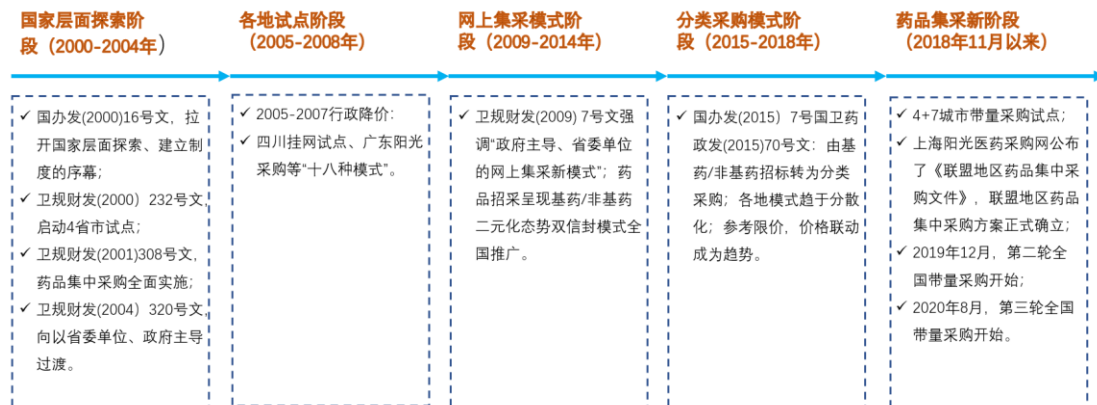 国家层面探索阶
段（2000-2004年）
各地试点阶段
（2005-2008年）
网上集采模式阶
段（2009-2014年）
分类采购模式阶
段（2015-2018年）
药品集采新阶段
（2018年11月以来）
✓ 国办发(2000)16号文，拉
开国家层面探索、建立制
度的序幕；
✓ 卫规财发(2000）232号文，
启动4省市试点；
✓ 卫规财发(2001)308号文，
药品集中采购全面实施；
✓ 卫规财发(2004）320号文，
向以省委单位、政府主导
过渡。
✓ 2005-2007行政降价：
✓ 四川挂网试点、广东阳光
采购等“十八种模式”。
✓ 卫规财发(2009) 7号文强
调“政府主导、省委单位
的网上集采新模式”；药
品招采呈现基药/非基药
二元化态势双信封模式全
国推广。
✓ 国办发(2015）7号国卫药
政发(2015)70号文：由基
药/非基药招标转为分类
采购；各地模式趋于分散
化；参考限价，价格联动
成为趋势。
✓ 4+7城市带量采购试点；
✓ 上海阳光医药采购网公布
了《联盟地区药品集中采
购文件》，联盟地区药品
集中采购方案正式确立；
✓ 2019年12月，第二轮全
国带量采购开始；
✓ 2020年8月，第三轮全国
带量采购开始。